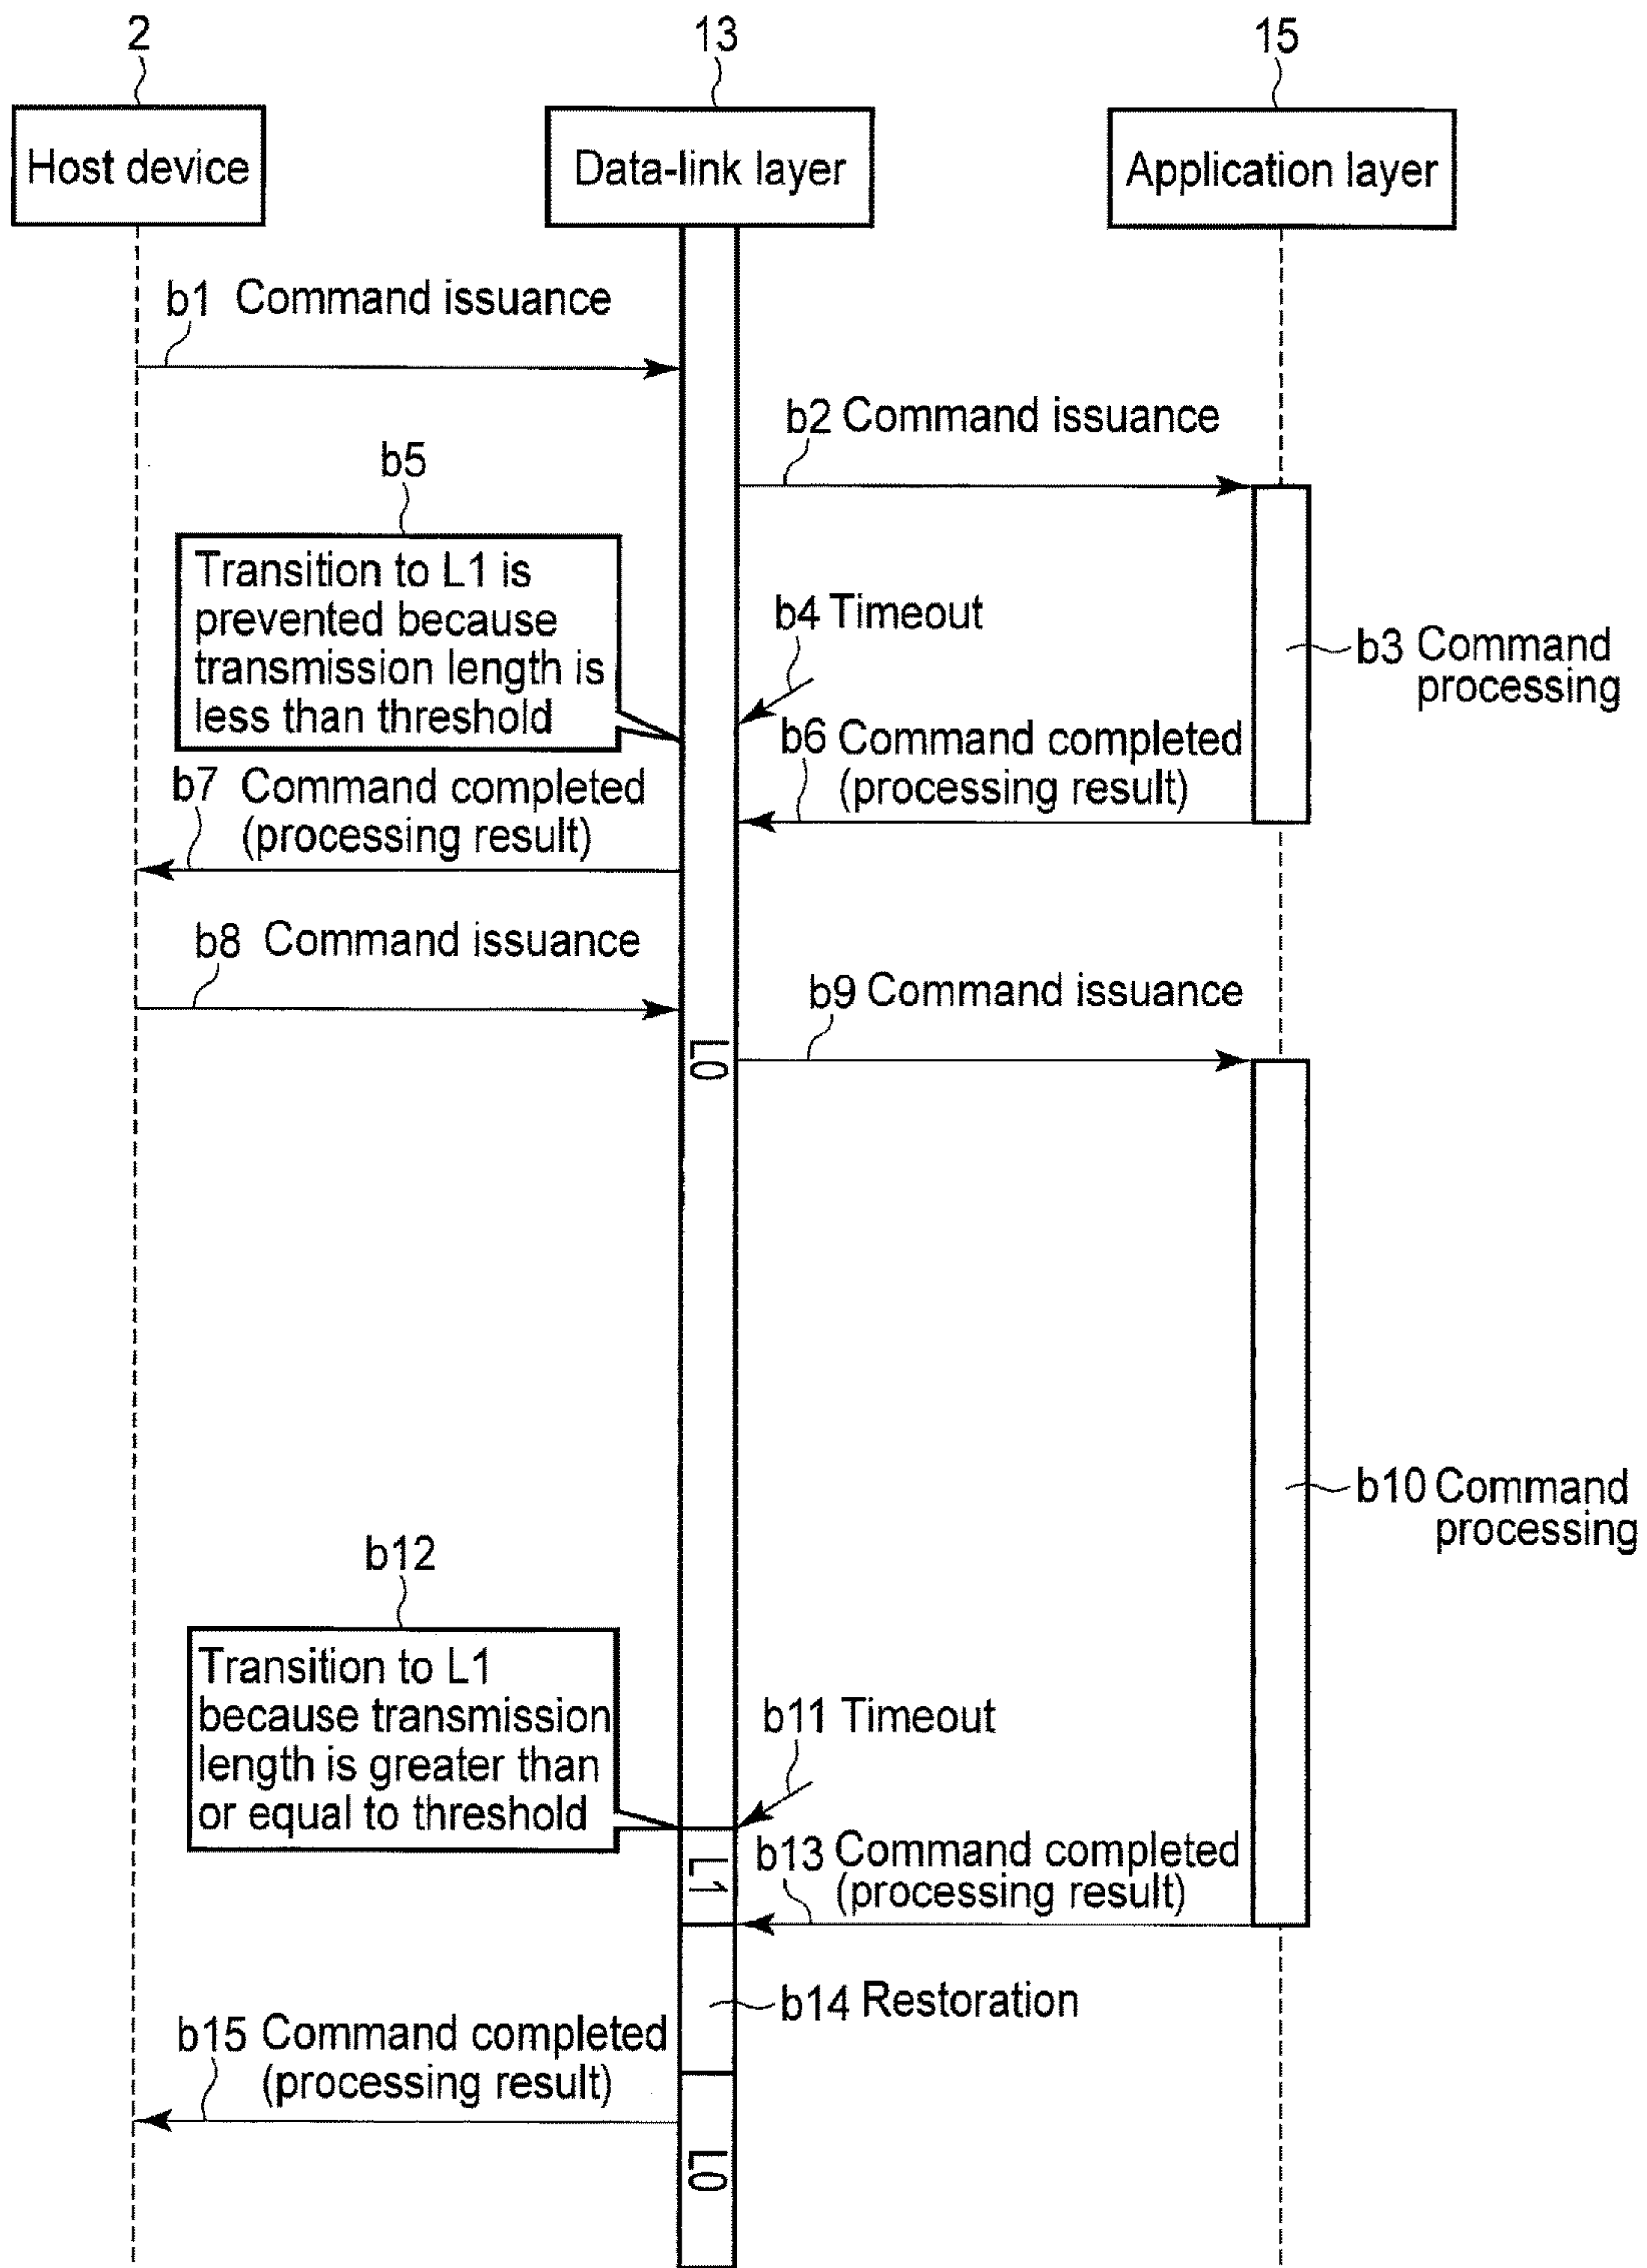 2
13
15
Host device
Data-link layer
Application layer
b1 Command issuance
b2 Command issuance
b5
Transition to L1 is
prevented because
transmission length is
less than threshold
b4 Timeout
b3 Command
processing
b6 Command completed
(processing result)
b7 Command completed
(processing result)
b8 Command issuance
b9 Command issuance
L0
b10 Command
processing
b12
Transition to L1
because transmission
length is greater than
or equal to threshold
b11 Timeout
L1
b13 Command completed
(processing result)
b14 Restoration
b15 Command completed
(processing result)
L0